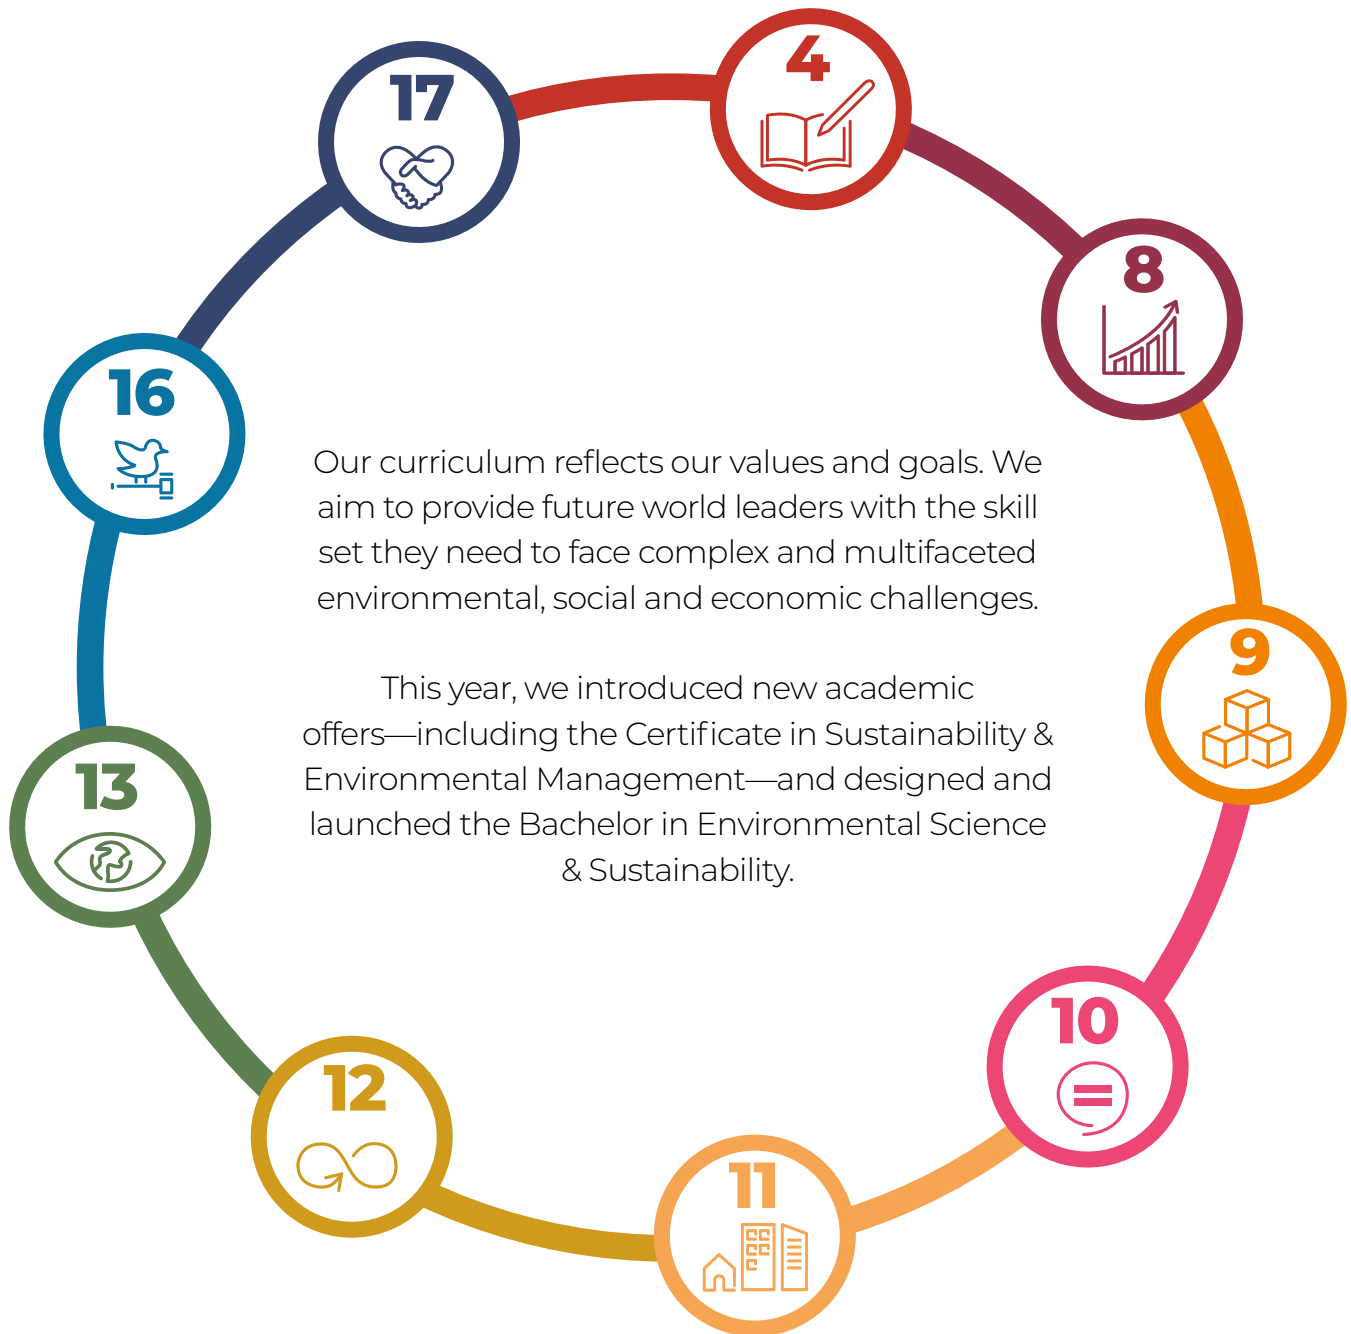 4
17
8
16
Our curriculum reflects our values and goals. We
aim to provide future world leaders with the skill
set they need to face complex and multifaceted
environmental, social and economic challenges.
9
This year, we introduced new academic
offers—including the Certificate in Sustainability &
Environmental Management—and designed and
launched the Bachelor in Environmental Science
& Sustainability.
13
10
12
11